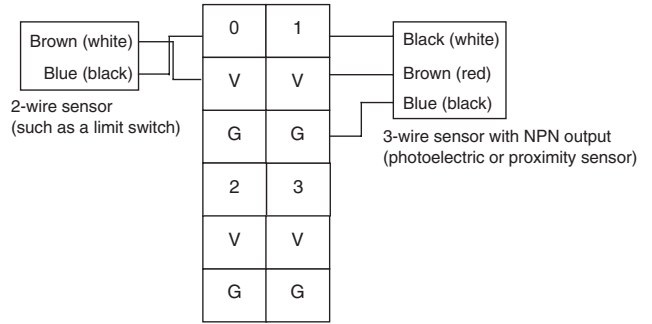 Brown (white)
Blue (black)
2-wire sensor
(such as a limit switch)
0 1
V V
G G
2 3
V V
G G
Black (white)
Brown (red)
Blue (black)
3-wire sensor with NPN output
(photoelectric or proximity sensor)